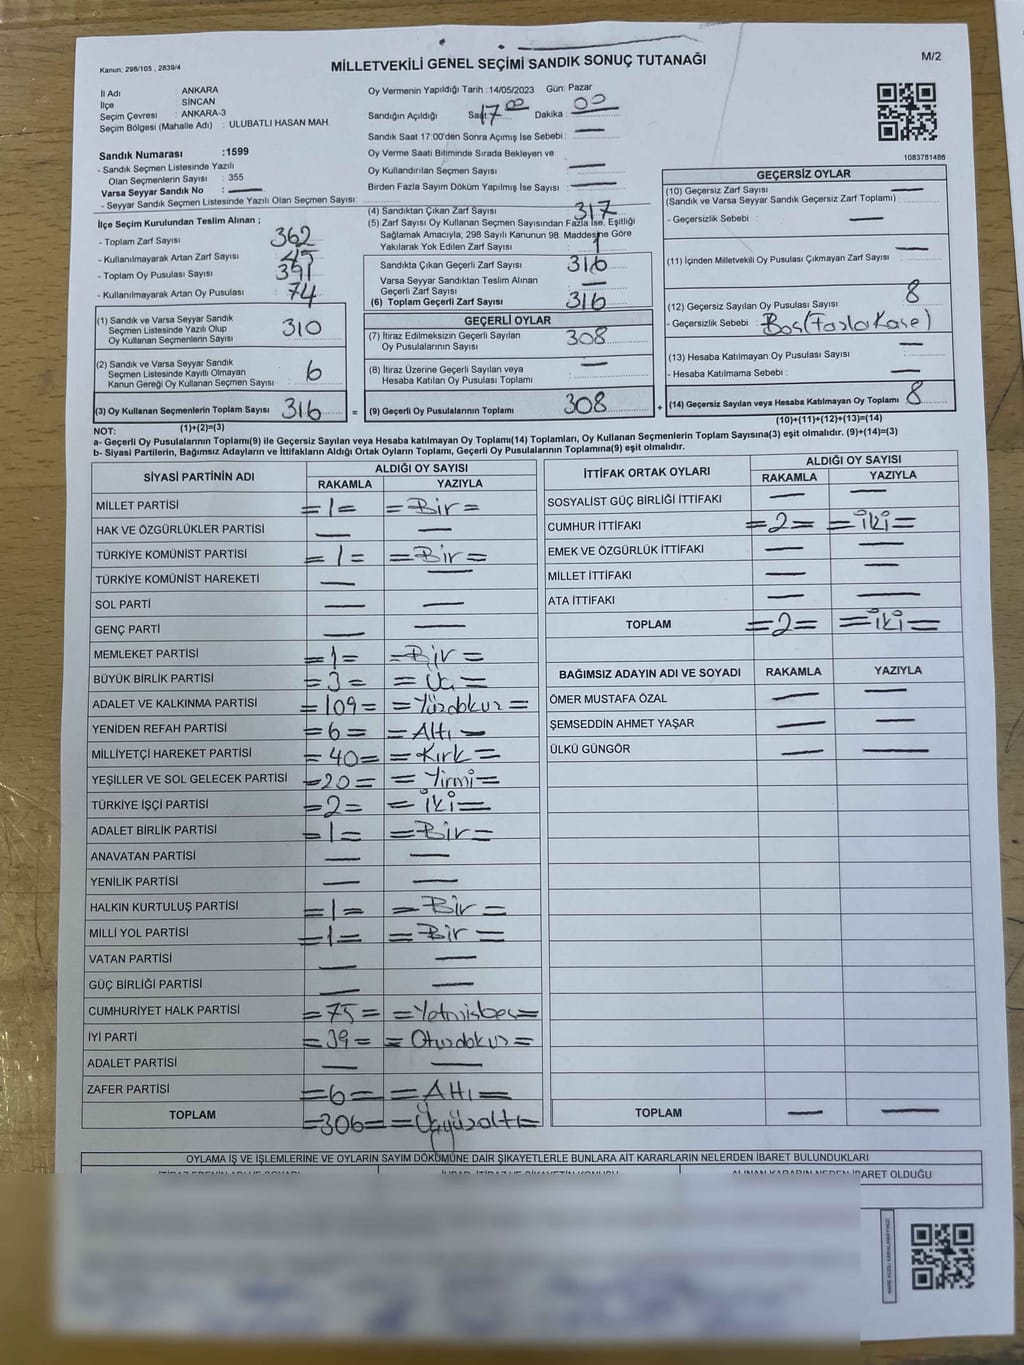 Kanun: 298/105 , 2839/4
MİLLETVEKİLİ GENEL SEÇİMİ SANDIK SONUÇ TUTANAĞI
M/2
İl Adı : ANKARA
İlçe : SİNCAN
Seçim Çevresi : ANKARA-3
Seçim Bölgesi (Mahalle Adı) : ULUBATLI HASAN MAH.
Sandık Numarası :1599
- Sandık Seçmen Listesinde Yazılı
Olan Seçmenlerin Sayısı : 355
Varsa Seyyar Sandık No : —
- Seyyar Sandık Seçmen Listesinde Yazılı Olan Seçmen Sayısı:
Oy Vermenin Yapıldığı Tarih :14/05/2023 Gün: Pazar
Sandığın Açıldığı Saat 17 00 Dakika : 00
Sandık Saat 17:00'den Sonra Açımış İse Sebebi : —
Oy Verme Saati Bitiminde Sırada Bekleyen ve
Oy Kullandırılan Seçmen Sayısı : —
Birden Fazla Sayım Döküm Yapılmış İse Sayısı : —
1083781486
İlçe Seçim Kurulundan Teslim Alınan ;
- Toplam Zarf Sayısı : 362
- Kullanılmayarak Artan Zarf Sayısı : 45
- Toplam Oy Pusulası Sayısı : 391
- Kullanılmayarak Artan Oy Pusulası : 74
(4) Sandıktan Çıkan Zarf Sayısı : 317
(5) Zarf Sayısı Oy Kullanan Seçmen Sayısından Fazla İse, Eşitliği
Sağlamak Amacıyla, 298 Sayılı Kanunun 98. Maddesine Göre
Yakılarak Yok Edilen Zarf Sayısı : 1
Sandıkta Çıkan Geçerli Zarf Sayısı 316
Varsa Seyyar Sandıktan Teslim Alınan
Geçerli Zarf Sayısı : —
(6) Toplam Geçerli Zarf Sayısı : 316
GEÇERSİZ OYLAR
(10) Geçersiz Zarf Sayısı —
(Sandık ve Varsa Seyyar Sandık Geçersiz Zarf Toplamı) :
- Geçersizlik Sebebi : —
(11) İçinden Milletvekili Oy Pusulası Çıkmayan Zarf Sayısı : —
(12) Geçersiz Sayılan Oy Pusulası Sayısı : 8
- Geçersizlik Sebebi : Boş (Fazla Kaşe)
(13) Hesaba Katılmayan Oy Pusulası Sayısı : —
- Hesaba Katılmama Sebebi : —
(14) Geçersiz Sayılan veya Hesaba Katılmayan Oy Toplamı : 8
(10)+(11)+(12)+(13)=(14)
(1) Sandık ve Varsa Seyyar Sandık
Seçmen Listesinde Yazılı Olup
Oy Kullanan Seçmenlerin Sayısı : 310
(2) Sandık ve Varsa Seyyar Sandık
Seçmen Listesinde Kayıtlı Olmayan
Kanun Gereği Oy Kullanan Seçmen Sayısı : 6
(3) Oy Kullanan Seçmenlerin Toplam Sayısı : 316 =
(1)+(2)=(3)
GEÇERLİ OYLAR
(7) İtiraz Edilmeksizin Geçerli Sayılan
Oy Pusulalarının Sayısı : 308
(8) İtiraz Üzerine Geçerli Sayılan veya
Hesaba Katılan Oy Pusulası Toplamı : —
(9) Geçerli Oy Pusulalarının Toplamı : 308 +
NOT:
a- Geçerli Oy Pusulalarının Toplamı(9) ile Geçersiz Sayılan veya Hesaba katılmayan Oy Toplamı(14) Toplamları, Oy Kullanan Seçmenlerin Toplam Sayısına(3) eşit olmalıdır. (9)+(14)=(3)
b- Siyasi Partilerin, Bağımsız Adayların ve İttifakların Aldığı Ortak Oyların Toplamı, Geçerli Oy Pusulalarının Toplamına(9) eşit olmalıdır.
SİYASİ PARTİNİN ADI ALDIĞI OY SAYISI
RAKAMLA YAZIYLA
MİLLET PARTİSİ =1= =Bir=
HAK VE ÖZGÜRLÜKLER PARTİSİ — —
TÜRKİYE KOMÜNİST PARTİSİ =1= =Bir=
TÜRKİYE KOMÜNİST HAREKETİ — —
SOL PARTİ — —
GENÇ PARTİ — —
MEMLEKET PARTİSİ =1= =Bir=
BÜYÜK BİRLİK PARTİSİ =3= =Üç=
ADALET VE KALKINMA PARTİSİ =109= =Yüzdokuz=
YENİDEN REFAH PARTİSİ =6= =Altı=
MİLLİYETÇİ HAREKET PARTİSİ =40= =Kırk=
YEŞİLLER VE SOL GELECEK PARTİSİ =20= =Yirmi=
TÜRKİYE İŞÇİ PARTİSİ =2= =İki=
ADALET BİRLİK PARTİSİ =1= =Bir=
ANAVATAN PARTİSİ — —
YENİLİK PARTİSİ — —
HALKIN KURTULUŞ PARTİSİ =1= =Bir=
MİLLİ YOL PARTİSİ =1= =Bir=
VATAN PARTİSİ — —
GÜÇ BİRLİĞİ PARTİSİ — —
CUMHURİYET HALK PARTİSİ =75= =Yetmişbeş=
İYİ PARTİ =39= =Otuzdokuz=
ADALET PARTİSİ — —
ZAFER PARTİSİ =6= =Altı=
TOPLAM =306= =Üçyüzaltı=
İTTİFAK ORTAK OYLARI ALDIĞI OY SAYISI
RAKAMLA YAZIYLA
SOSYALİST GÜÇ BİRLİĞİ İTTİFAKI — —
CUMHUR İTTİFAKI =2= =İki=
EMEK VE ÖZGÜRLÜK İTTİFAKI — —
MİLLET İTTİFAKI — —
ATA İTTİFAKI — —
TOPLAM =2= =İki=
BAĞIMSIZ ADAYIN ADI VE SOYADI RAKAMLA YAZIYLA
ÖMER MUSTAFA ÖZAL — —
ŞEMSEDDİN AHMET YAŞAR — —
ÜLKÜ GÜNGÖR — —
TOPLAM — —
OYLAMA İŞ VE İŞLEMLERİNE VE OYLARIN SAYIM DÖKÜMÜNE DAİR ŞİKAYETLERLE BUNLARA AİT KARARLARIN NELERDEN İBARET BULUNDUKLARI
ALINAN KARARIN NEDEN İBARET OLDUĞU